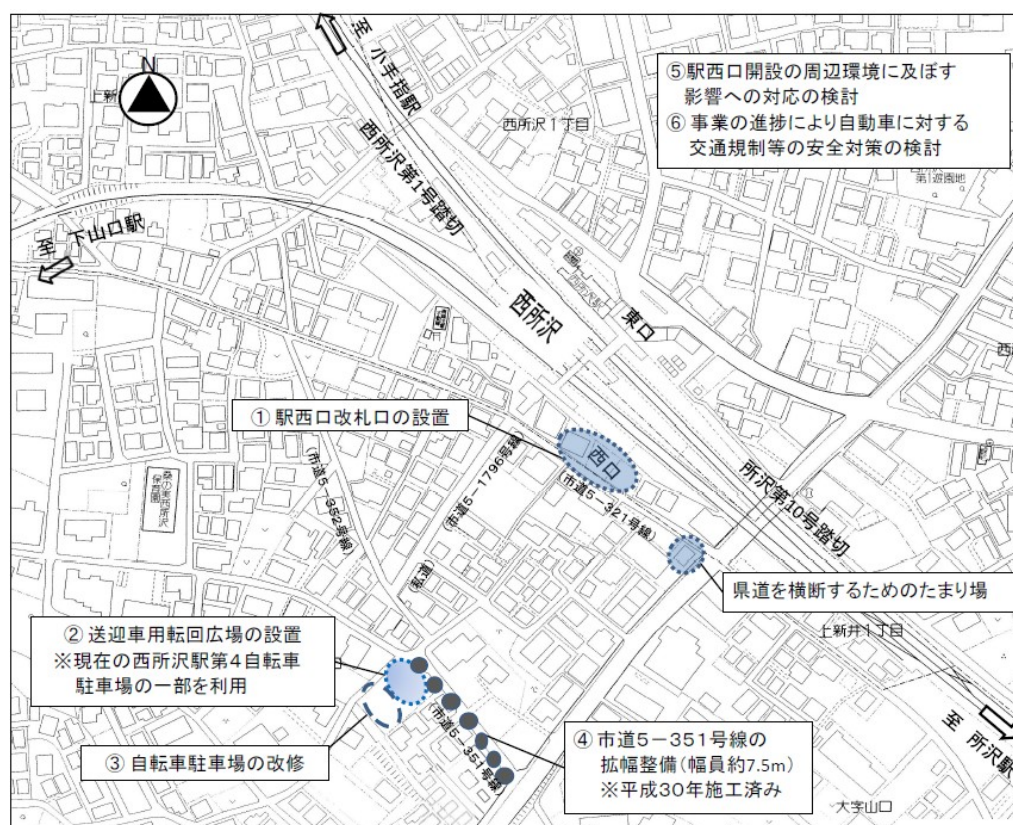 N
上新
至 小手指駅
西所沢1丁目
西所沢第1号踏切
⑤駅西口開設の周辺環境に及ぼす
影響への対応の検討
⑥ 事業の進捗により自動車に対する
交通規制等の安全対策の検討
第1遊園地
至 下山口駅
西所沢
東口
① 駅西口改札口の設置
西口
(市道5-321号線)
(市道5-1796号線)
(市道5-352号線)
所沢第10号踏切
(私道)
県道を横断するためのたまり場
上新井1丁目
② 送迎車用転回広場の設置
※現在の西所沢駅第4自転車
駐車場の一部を利用
③ 自転車駐車場の改修
(市道5-351号線)
④ 市道5-351号線の
拡幅整備(幅員約7.5m)
※平成30年施工済み
至 所沢駅
大字山口